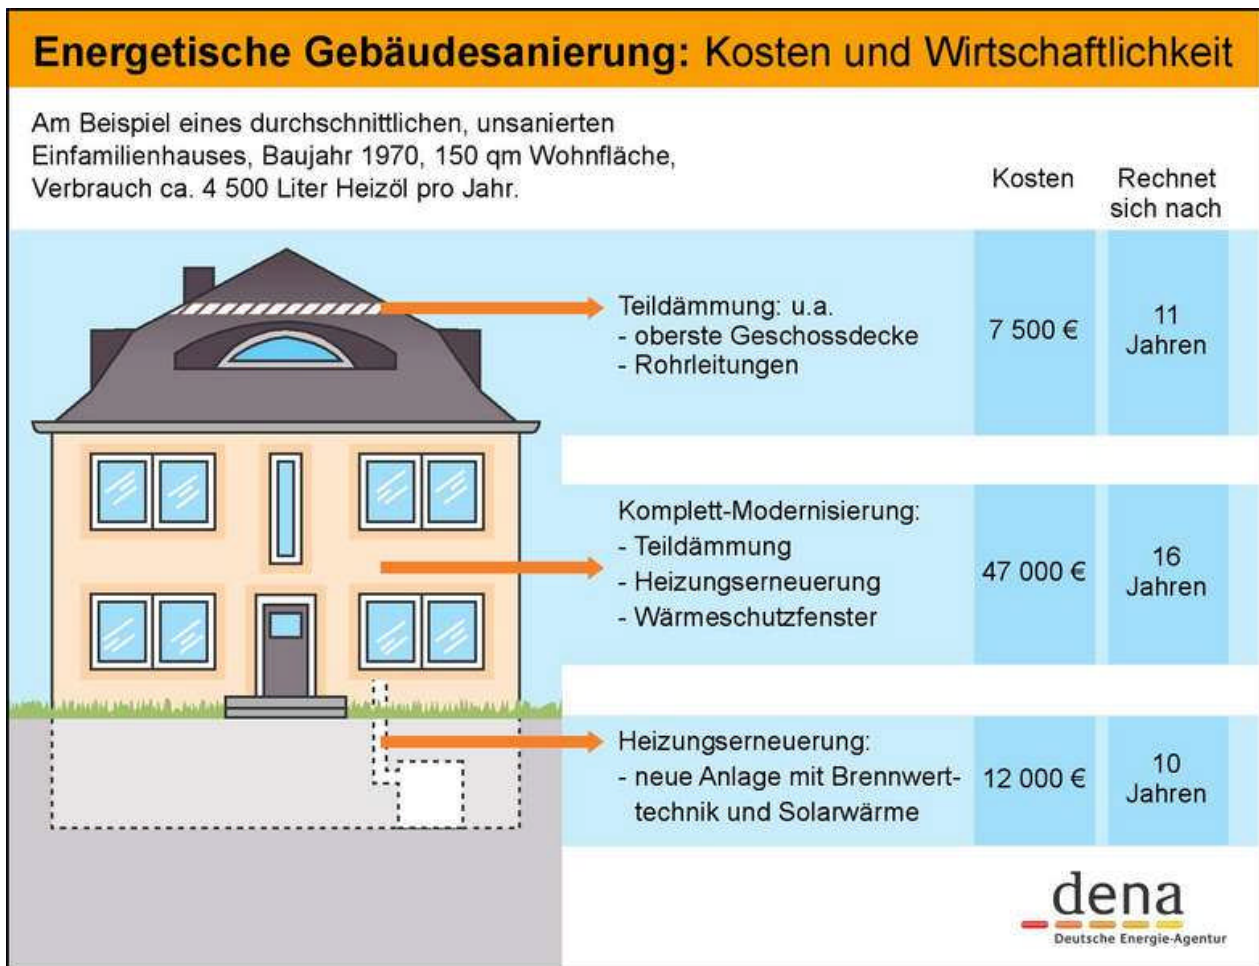 Energetische Gebäudesanierung: Kosten und Wirtschaftlichkeit
Am Beispiel eines durchschnittlichen, unsanierten
Einfamilienhauses, Baujahr 1970, 150 qm Wohnfläche,
Verbrauch ca. 4 500 Liter Heizöl pro Jahr.
Kosten
Rechnet
sich nach
Teildämmung: u.a.
- oberste Geschossdecke
- Rohrleitungen
7 500 €
11
Jahren
Komplett-Modernisierung:
- Teildämmung
- Heizungserneuerung
- Wärmeschutzfenster
47 000 €
16
Jahren
Heizungserneuerung:
- neue Anlage mit Brennwert-
technik und Solarwärme
12 000 €
10
Jahren
dena
Deutsche Energie-Agentur